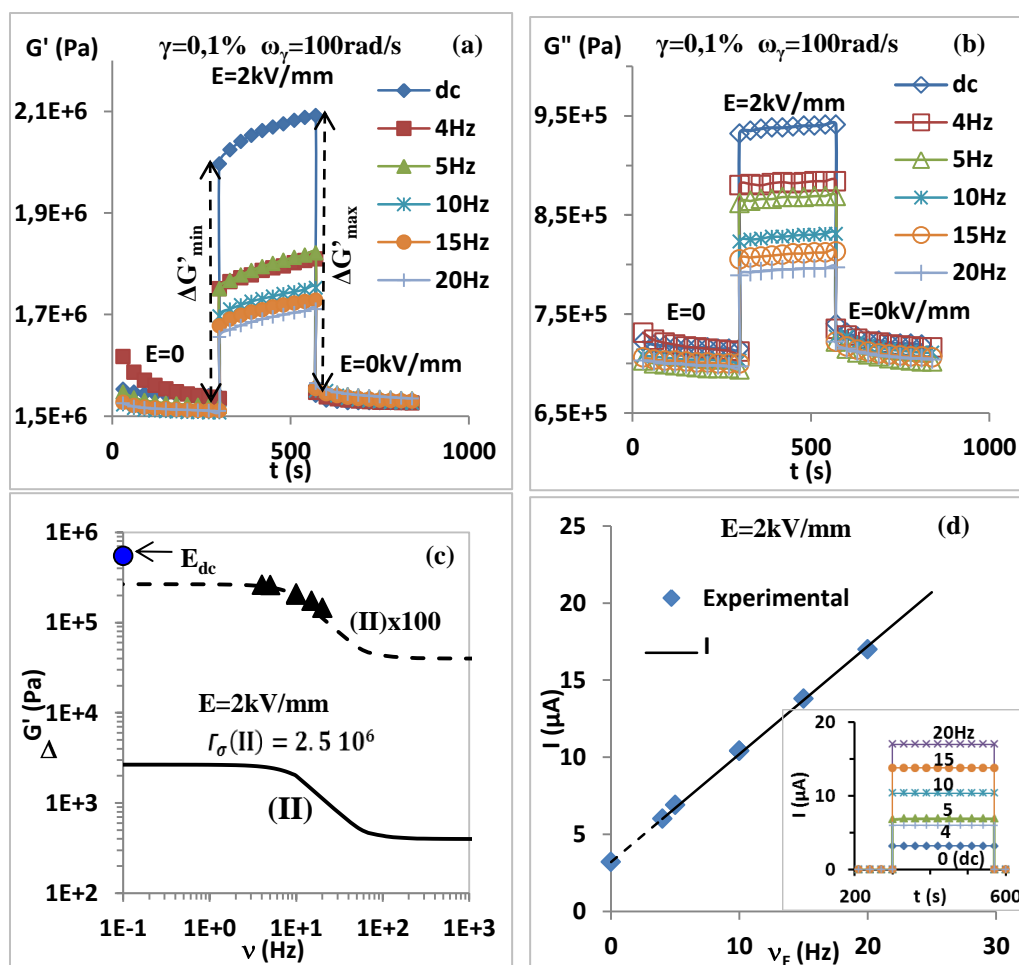 G' (Pa) γ=0,1% ω_γ=100rad/s (a)
E=2kV/mm
2,1E+6
1,9E+6
1,7E+6
1,5E+6
dc
4Hz
5Hz
10Hz
15Hz
20Hz
ΔG'min
ΔG'max
E=0
E=0kV/mm
0 500 1000
t (s)
G" (Pa) γ=0,1% ω_γ=100rad/s (b)
E=2kV/mm
9,5E+5
8,5E+5
7,5E+5
6,5E+5
dc
4Hz
5Hz
10Hz
15Hz
20Hz
E=0
E=0kV/mm
0 500 1000
t (s)
(c)
1E+6
1E+5
1E+4
1E+3
1E+2
Δ G' (Pa)
E_dc
(II)x100
E=2kV/mm
Γ_σ(II) = 2.5 10^6
(II)
1E-1 1E+0 1E+1 1E+2 1E+3
ν (Hz)
E=2kV/mm (d)
25
20
15
10
5
0
I (µA)
Experimental
I
0 10 20 30
ν_E (Hz)
20
10
0
I (µA)
20Hz
15
10
5
4
0 (dc)
200 t (s) 600